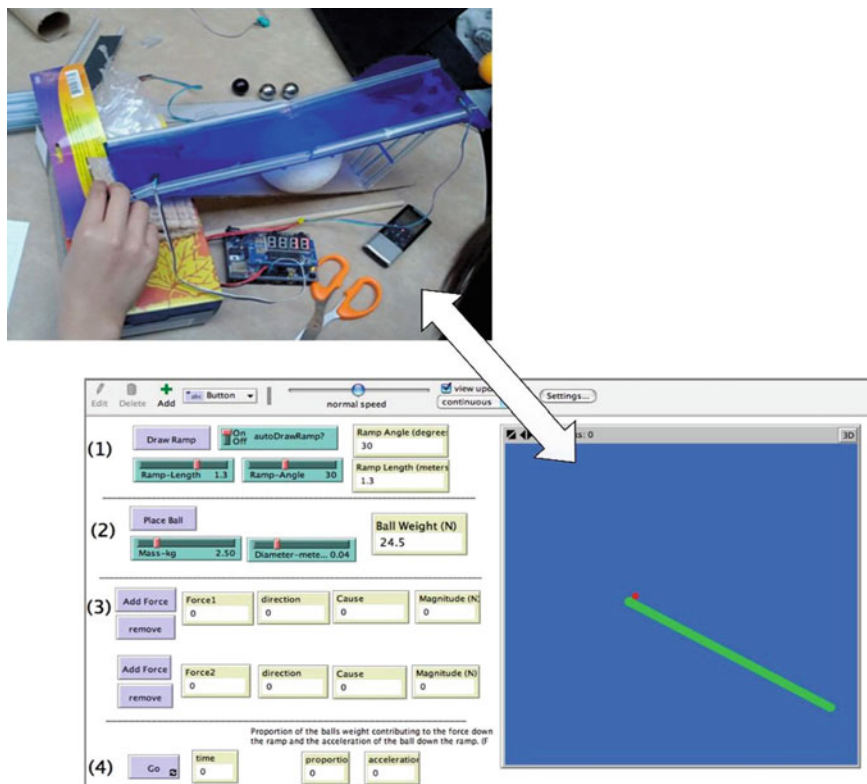 Edit Delete Add Button normal speed view continuous Settings...
(1) Draw Ramp On Off autoDrawRamp? Ramp Angle (degrees
30
Ramp-Length 1.3 Ramp-Angle 30 Ramp Length (meters
1.3
3D
(2) Place Ball
Mass-kg 2.50 Diameter-mete... 0.04 Ball Weight (N)
24.5
(3) Add Force Force1 direction Cause Magnitude (N)
0 0 0 0
remove
Add Force Force2 direction Cause Magnitude (N)
0 0 0 0
remove
Proportion of the balls weight contributing to the force down
the ramp and the acceleration of the ball down the ramp. (F
(4) Go time proportio acceleration
0 0 0